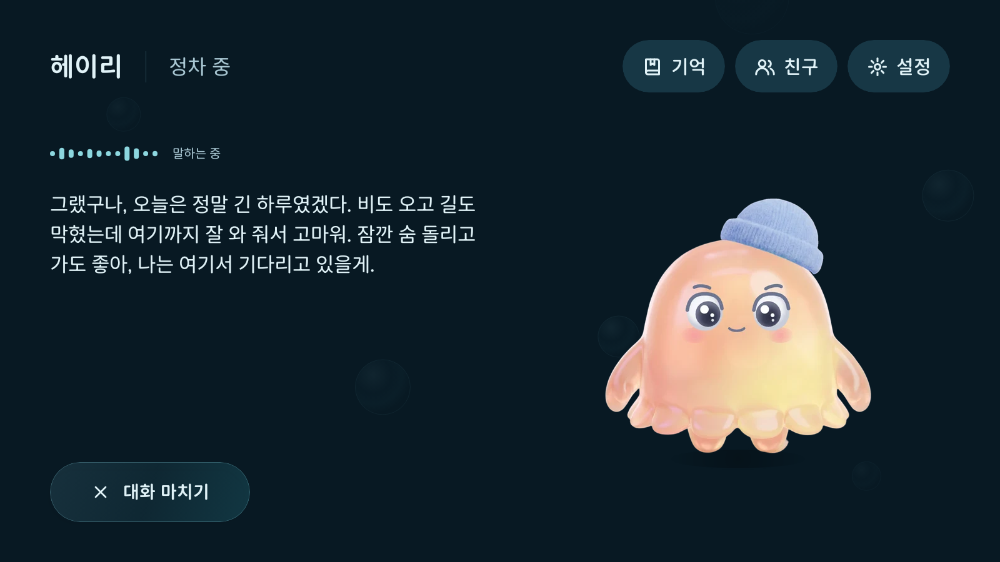 헤이리
정차 중
기억
친구
설정
말하는 중
그랬구나, 오늘은 정말 긴 하루였겠다. 비도 오고 길도
막혔는데 여기까지 잘 와 줘서 고마워. 잠깐 숨 돌리고
가도 좋아, 나는 여기서 기다리고 있을게.
대화 마치기